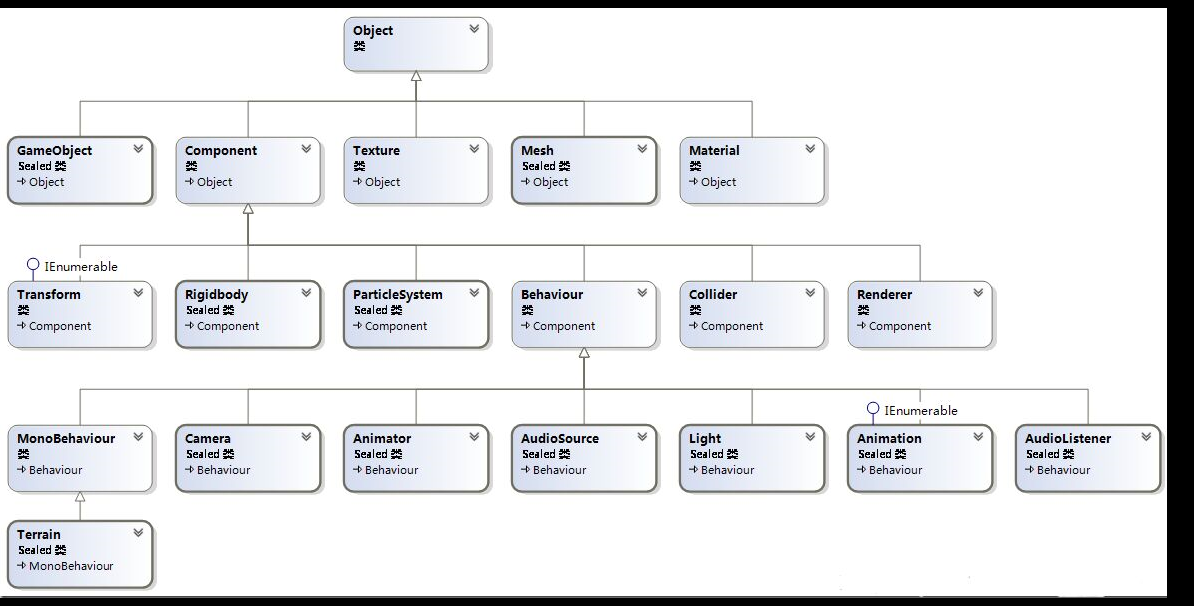 Object
类
GameObject
Sealed 类
Object
Component
类
Object
Texture
类
Object
Mesh
Sealed 类
Object
Material
类
Object
IEnumerable
Transform
类
Component
Rigidbody
Sealed 类
Component
ParticleSystem
Sealed 类
Component
Behaviour
类
Component
Collider
类
Component
Renderer
类
Component
MonoBehaviour
类
Behaviour
Camera
Sealed 类
Behaviour
Animator
Sealed 类
Behaviour
AudioSource
Sealed 类
Behaviour
Light
Sealed 类
Behaviour
IEnumerable
Animation
Sealed 类
Behaviour
AudioListener
Sealed 类
Behaviour
Terrain
Sealed 类
MonoBehaviour